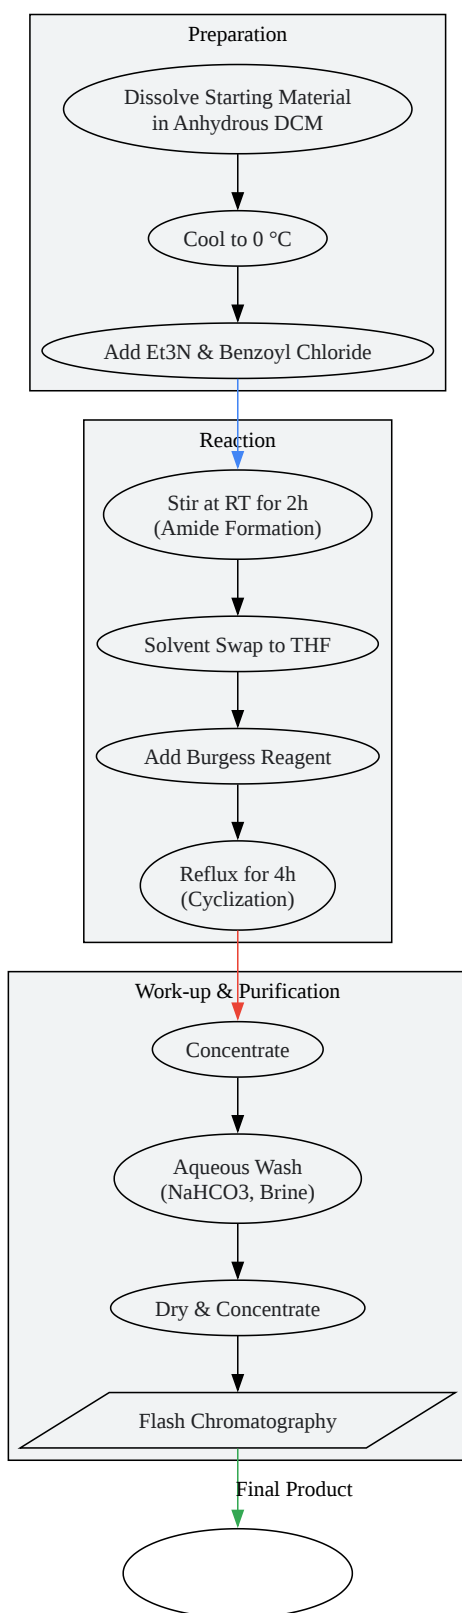 Preparation
Dissolve Starting Material
in Anhydrous DCM
Cool to 0 °C
Add Et3N & Benzoyl Chloride
Reaction
Stir at RT for 2h
(Amide Formation)
Solvent Swap to THF
Add Burgess Reagent
Reflux for 4h
(Cyclization)
Work-up & Purification
Concentrate
Aqueous Wash
(NaHCO3, Brine)
Dry & Concentrate
Flash Chromatography
Final Product